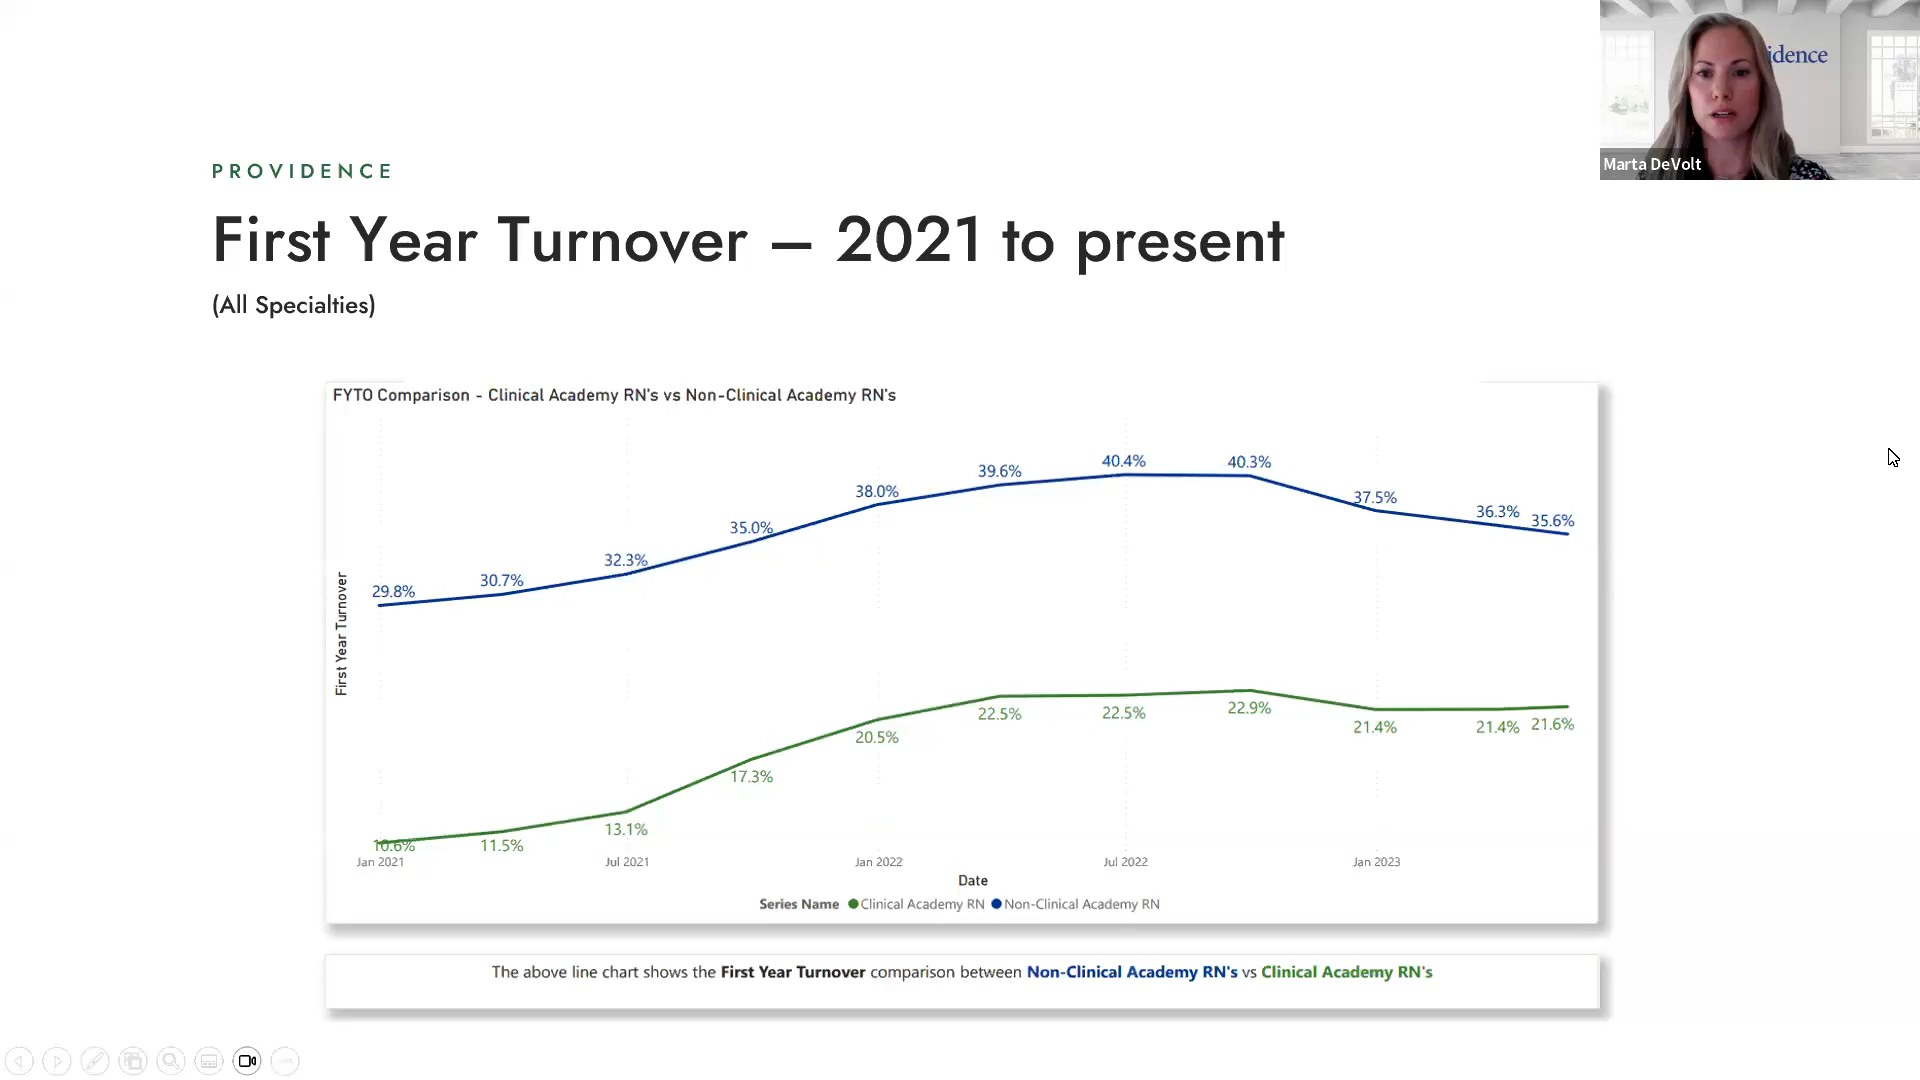 idence
Marta DeVolt
PROVIDENCE
First Year Turnover – 2021 to present
(All Specialties)
FYTO Comparison - Clinical Academy RN's vs Non-Clinical Academy RN's
First Year Turnover
29.8%
30.7%
32.3%
35.0%
38.0%
39.6%
40.4%
40.3%
37.5%
36.3%
35.6%
10.6%
11.5%
13.1%
17.3%
20.5%
22.5%
22.5%
22.9%
21.4%
21.4%
21.6%
Jan 2021
Jul 2021
Jan 2022
Jul 2022
Jan 2023
Date
Series Name Clinical Academy RN Non-Clinical Academy RN
The above line chart shows the First Year Turnover comparison between Non-Clinical Academy RN's vs Clinical Academy RN's